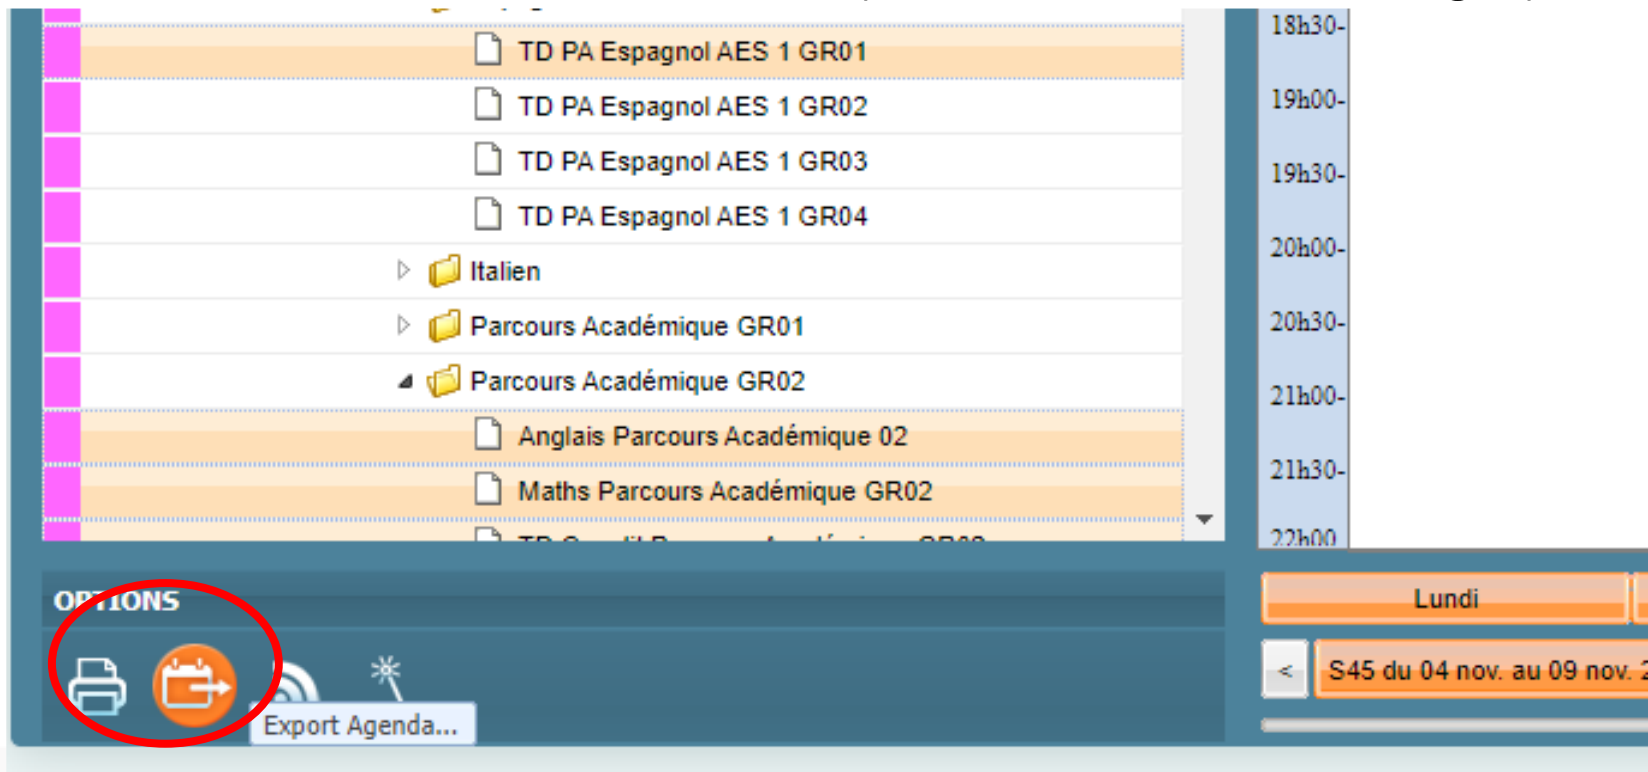 TD PA Espagnol AES 1 GR01
TD PA Espagnol AES 1 GR02
TD PA Espagnol AES 1 GR03
TD PA Espagnol AES 1 GR04
Italien
Parcours Académique GR01
Parcours Académique GR02
Anglais Parcours Académique 02
Maths Parcours Académique GR02
OPTIONS
Export Agenda...
18h30-
19h00-
19h30-
20h00-
20h30-
21h00-
21h30-
22h00
Lundi
< S45 du 04 nov. au 09 nov. 2